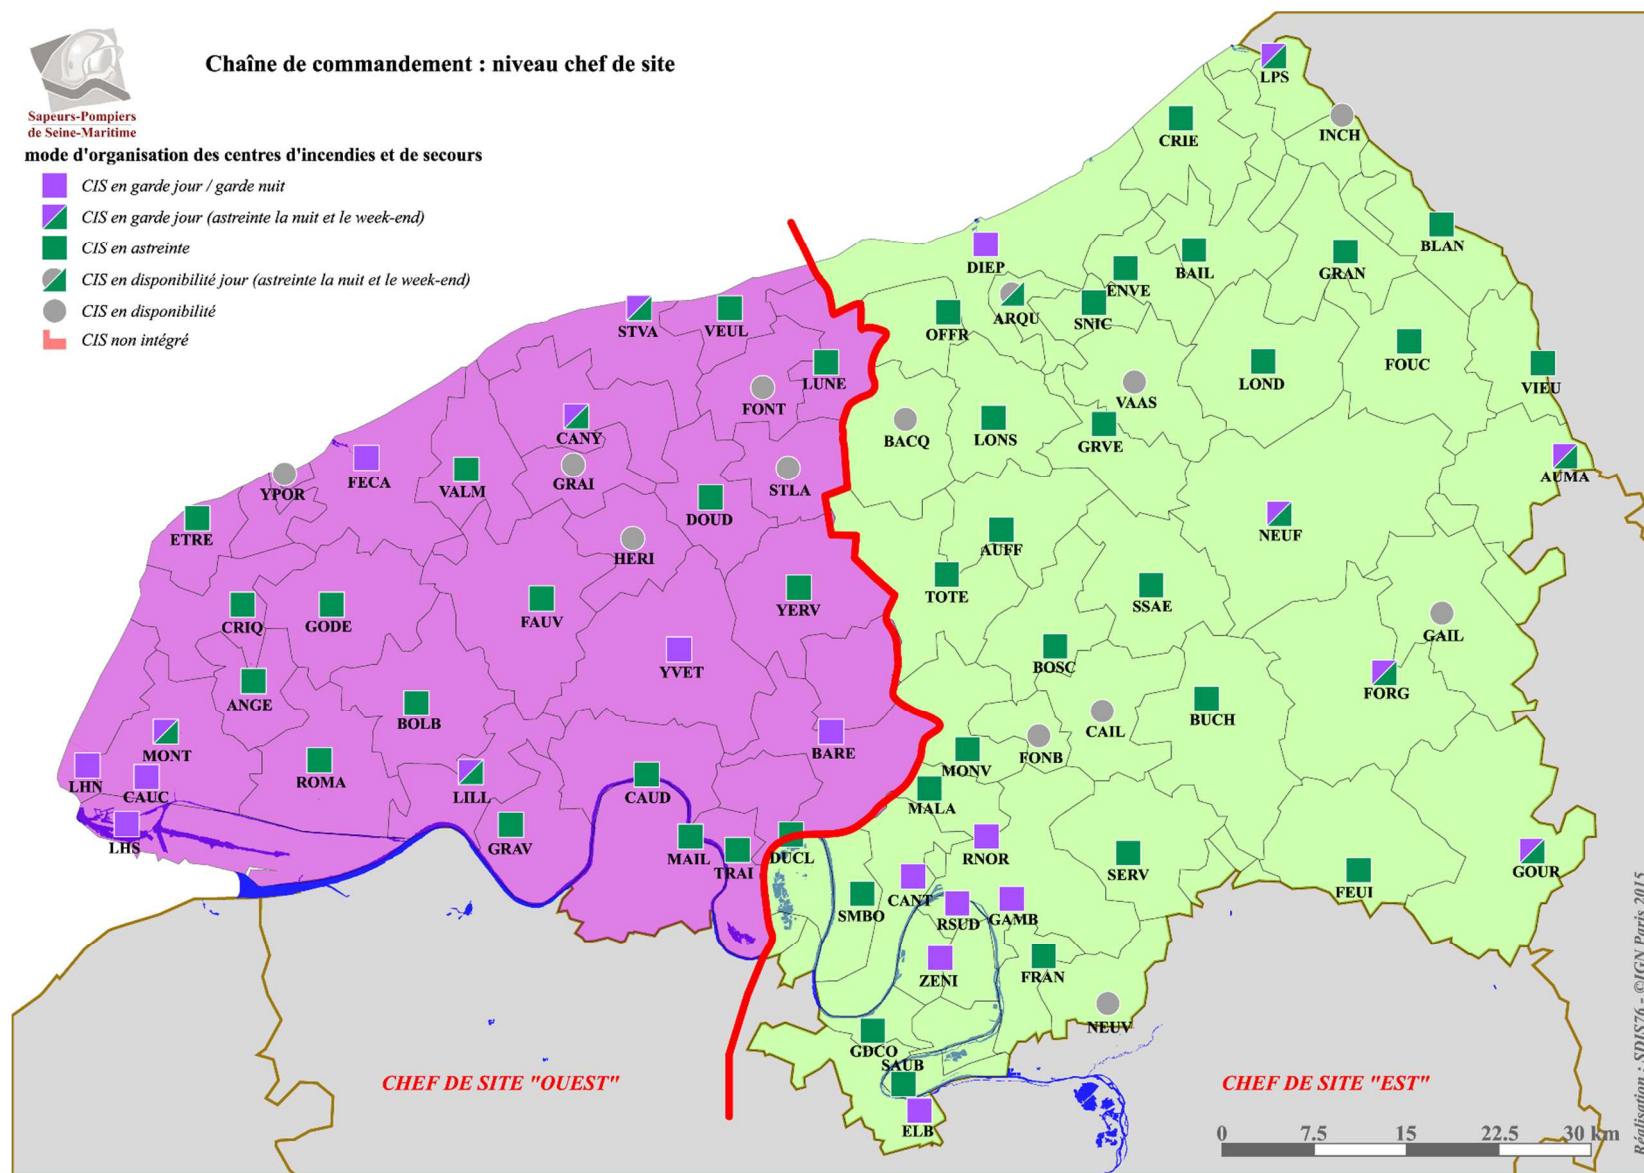 Chaîne de commandement : niveau chef de site
Sapeurs-Pompiers
de Seine-Maritime
mode d'organisation des centres d'incendies et de secours
CIS en garde jour / garde nuit
CIS en garde jour (astreinte la nuit et le week-end)
CIS en astreinte
CIS en disponibilité jour (astreinte la nuit et le week-end)
CIS en disponibilité
CIS non intégré
LPS
INCH
CRIE
BLAN
DIEP
BAIL
GRAN
ENVE
ARQU
SNIC
OFFR
STVA
VEUL
LUNE
FONT
FOUC
LOND
VIEU
VAAS
BACQ
LONS
GRVE
CANY
AUMA
FECA
YPOR
VALM
GRAI
STLA
DOUD
ETRE
NEUF
AUFF
HERI
TOTE
SSAE
YERV
FAUV
CRIQ
GODE
GAIL
BOSC
YVET
FORG
ANGE
BUCH
BOLB
CAIL
MONT
BARE
FONB
MONV
LHN
CAUC
ROMA
LILL
CAUD
MALA
LHS
GRAV
MAIL
TRAI
DUCL
RNOR
SERV
FEUI
GOUR
CANT
SMBO
RSUD
GAMB
ZENI
FRAN
NEUV
GDCO
SAUB
ELB
CHEF DE SITE "OUEST"
CHEF DE SITE "EST"
0 7.5 15 22.5 30 km
Réalisation : SDIS76 - ©IGN Paris 2015